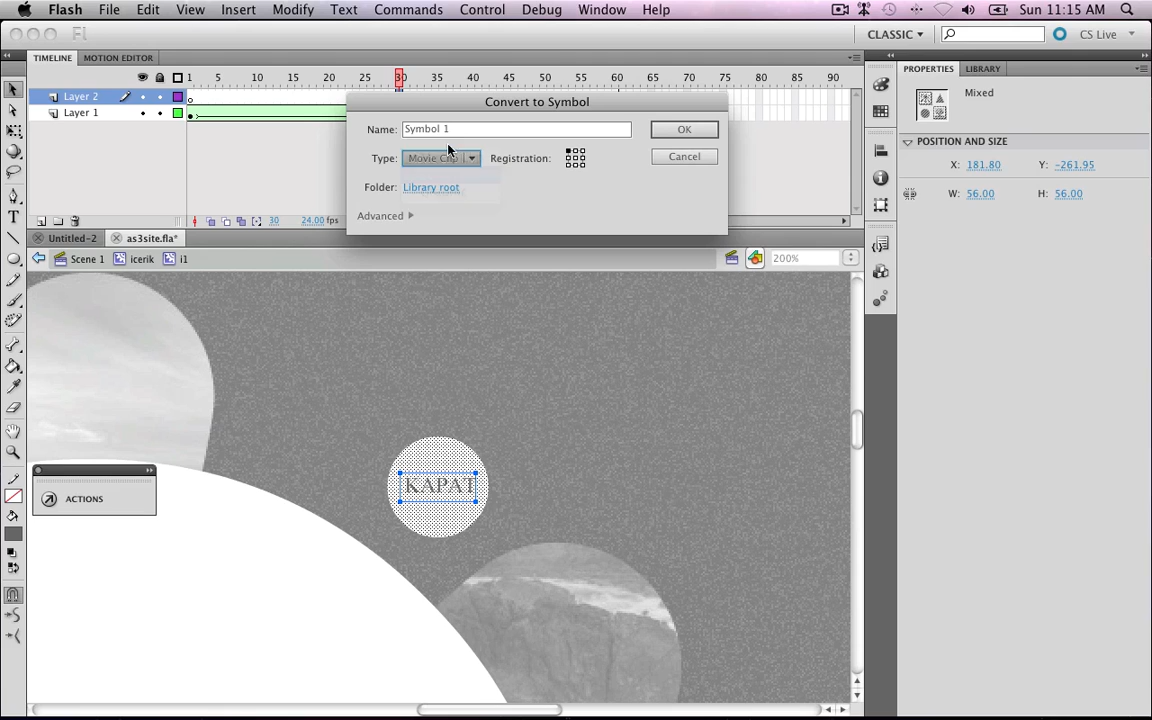 Flash File Edit View Insert Modify Text Commands Control Debug Window Help Sun 11:15 AM
Fl CLASSIC CS Live
TIMELINE MOTION EDITOR
1 5 10 15 20 25 30 35 40 45 50 55 60 65 70 75 80 85 90
Layer 2
Layer 1
30 24.00 fps
Convert to Symbol
Name: Symbol 1 OK
Type: Movie Clip Registration: Cancel
Folder: Library root
Advanced
PROPERTIES LIBRARY
Mixed
POSITION AND SIZE
X: 181.80 Y: -261.95
W: 56.00 H: 56.00
Untitled-2 as3site.fla*
Scene 1 icerik i1 200%
KAPAT
ACTIONS
T